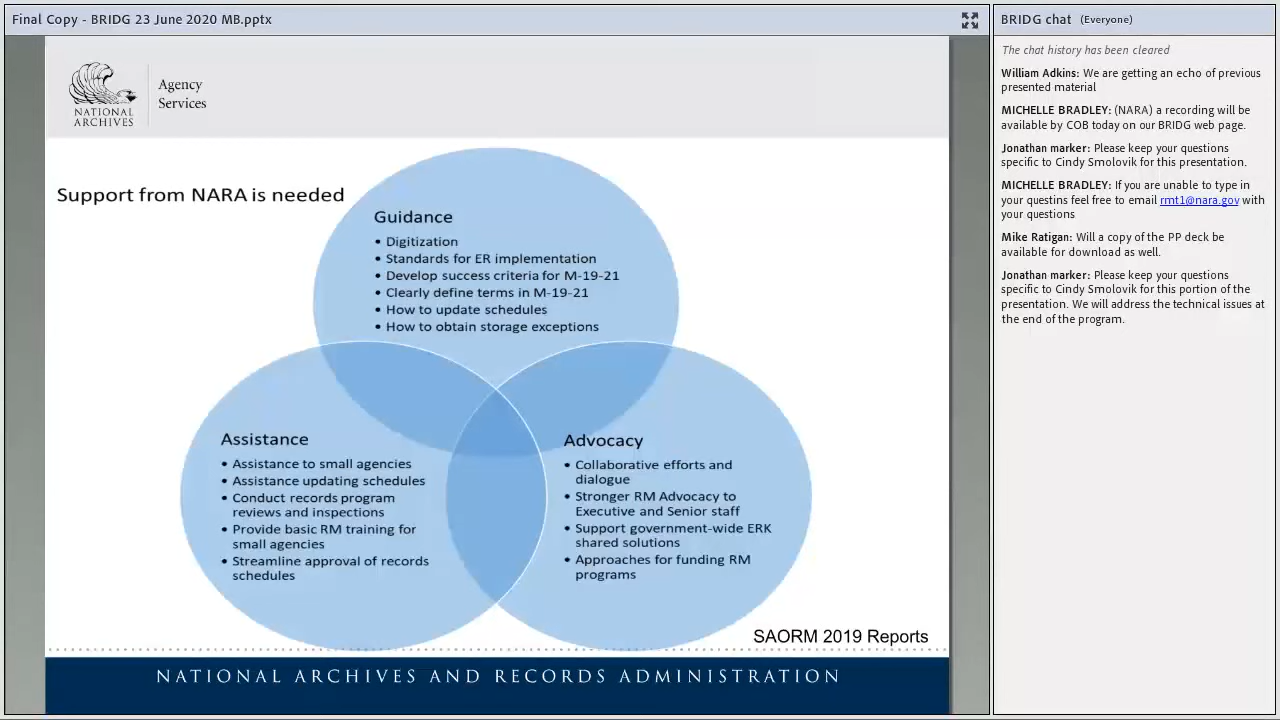 Final Copy - BRIDG 23 June 2020 MB.pptx
NATIONAL
ARCHIVES
Agency
Services
Support from NARA is needed
Guidance
• Digitization
• Standards for ER implementation
• Develop success criteria for M-19-21
• Clearly define terms in M-19-21
• How to update schedules
• How to obtain storage exceptions
Assistance
• Assistance to small agencies
• Assistance updating schedules
• Conduct records program
reviews and inspections
• Provide basic RM training for
small agencies
• Streamline approval of records
schedules
Advocacy
• Collaborative efforts and
dialogue
• Stronger RM Advocacy to
Executive and Senior staff
• Support government-wide ERK
shared solutions
• Approaches for funding RM
programs
SAORM 2019 Reports
NATIONAL ARCHIVES AND RECORDS ADMINISTRATION
BRIDG chat (Everyone)
The chat history has been cleared
William Adkins: We are getting an echo of previous
presented material
MICHELLE BRADLEY: (NARA) a recording will be
available by COB today on our BRIDG web page.
Jonathan marker: Please keep your questions
specific to Cindy Smolovik for this presentation.
MICHELLE BRADLEY: If you are unable to type in
your questins feel free to email rmt1@nara.gov with
your questions
Mike Ratigan: Will a copy of the PP deck be
available for download as well.
Jonathan marker: Please keep your questions
specific to Cindy Smolovik for this portion of the
presentation. We will address the technical issues at
the end of the program.